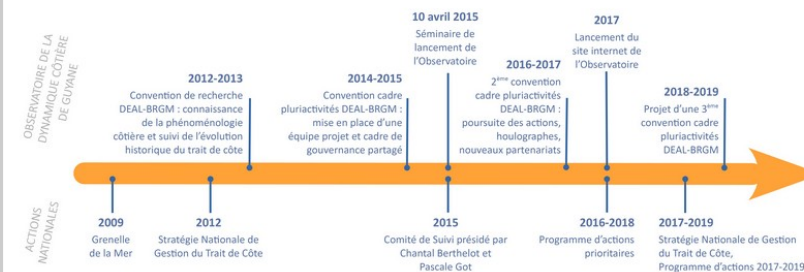 OBSERVATOIRE DE LA
DYNAMIQUE CÔTIÈRE
DE GUYANE
2012-2013
Convention de recherche
DEAL-BRGM : connaissance
de la phénoménologie
côtière et suivi de l'évolution
historique du trait de côte
2014-2015
Convention cadre
pluriactivités DEAL-BRGM :
mise en place d'une
équipe projet et cadre de
gouvernance partagé
10 avril 2015
Séminaire de
lancement de
l'Observatoire
2016-2017
2ème convention
cadre pluriactivités
DEAL-BRGM :
poursuite des actions,
houlographes,
nouveaux partenariats
2017
Lancement du
site internet de
l'Observatoire
2018-2019
Projet d'une 3ème
convention cadre
pluriactivités
DEAL-BRGM
ACTIONS
NATIONALES
2009
Grenelle
de la Mer
2012
Stratégie Nationale de
Gestion du Trait de Côte
2015
Comité de Suivi présidé par
Chantal Berthelot et
Pascale Got
2016-2018
Programme d'actions
prioritaires
2017-2019
Stratégie Nationale de Gestion
du Trait de Côte,
Programme d'actions 2017-2019